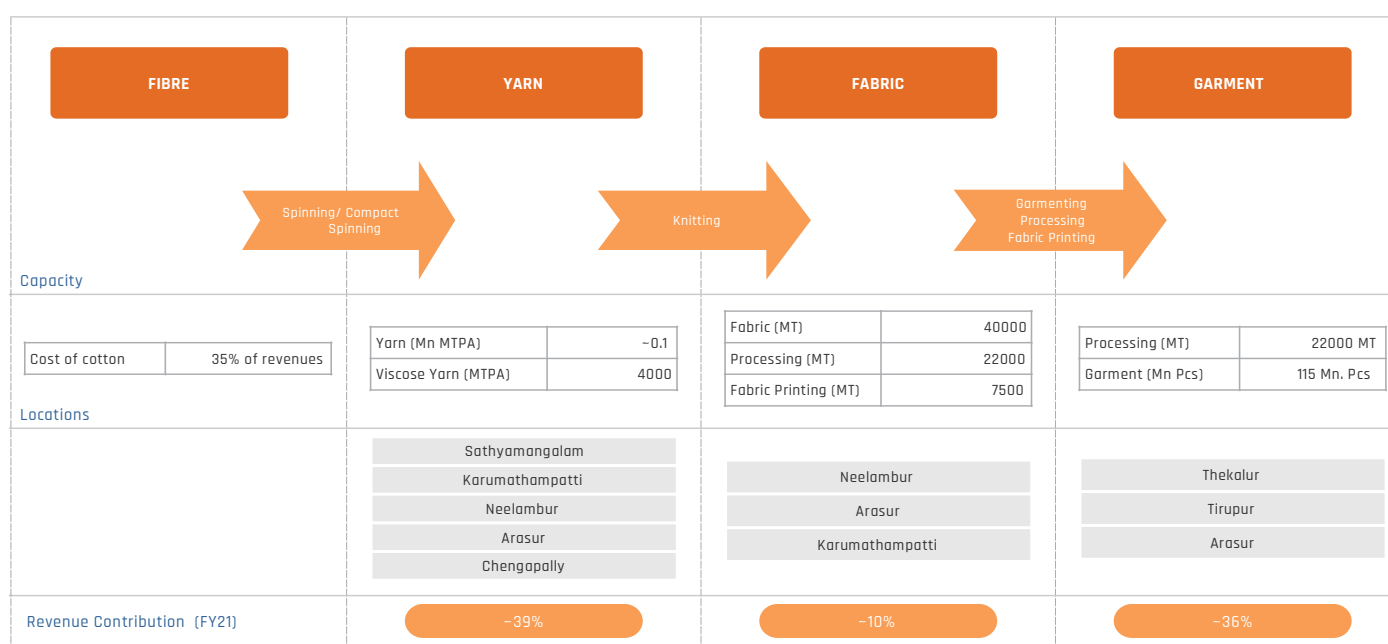 FIBRE
YARN
FABRIC
GARMENT
Spinning/ Compact
Spinning
Knitting
Garmenting
Processing
Fabric Printing
Capacity
Cost of cotton 35% of revenues
Yarn (Mn MTPA) ~0.1
Viscose Yarn (MTPA) 4000
Fabric (MT) 40000
Processing (MT) 22000
Fabric Printing (MT) 7500
Processing (MT) 22000 MT
Garment (Mn Pcs) 115 Mn. Pcs
Locations
Sathyamangalam
Karumathampatti
Neelambur
Arasur
Chengapally
Neelambur
Arasur
Karumathampatti
Thekalur
Tirupur
Arasur
Revenue Contribution (FY21) ~39% ~10% ~36%